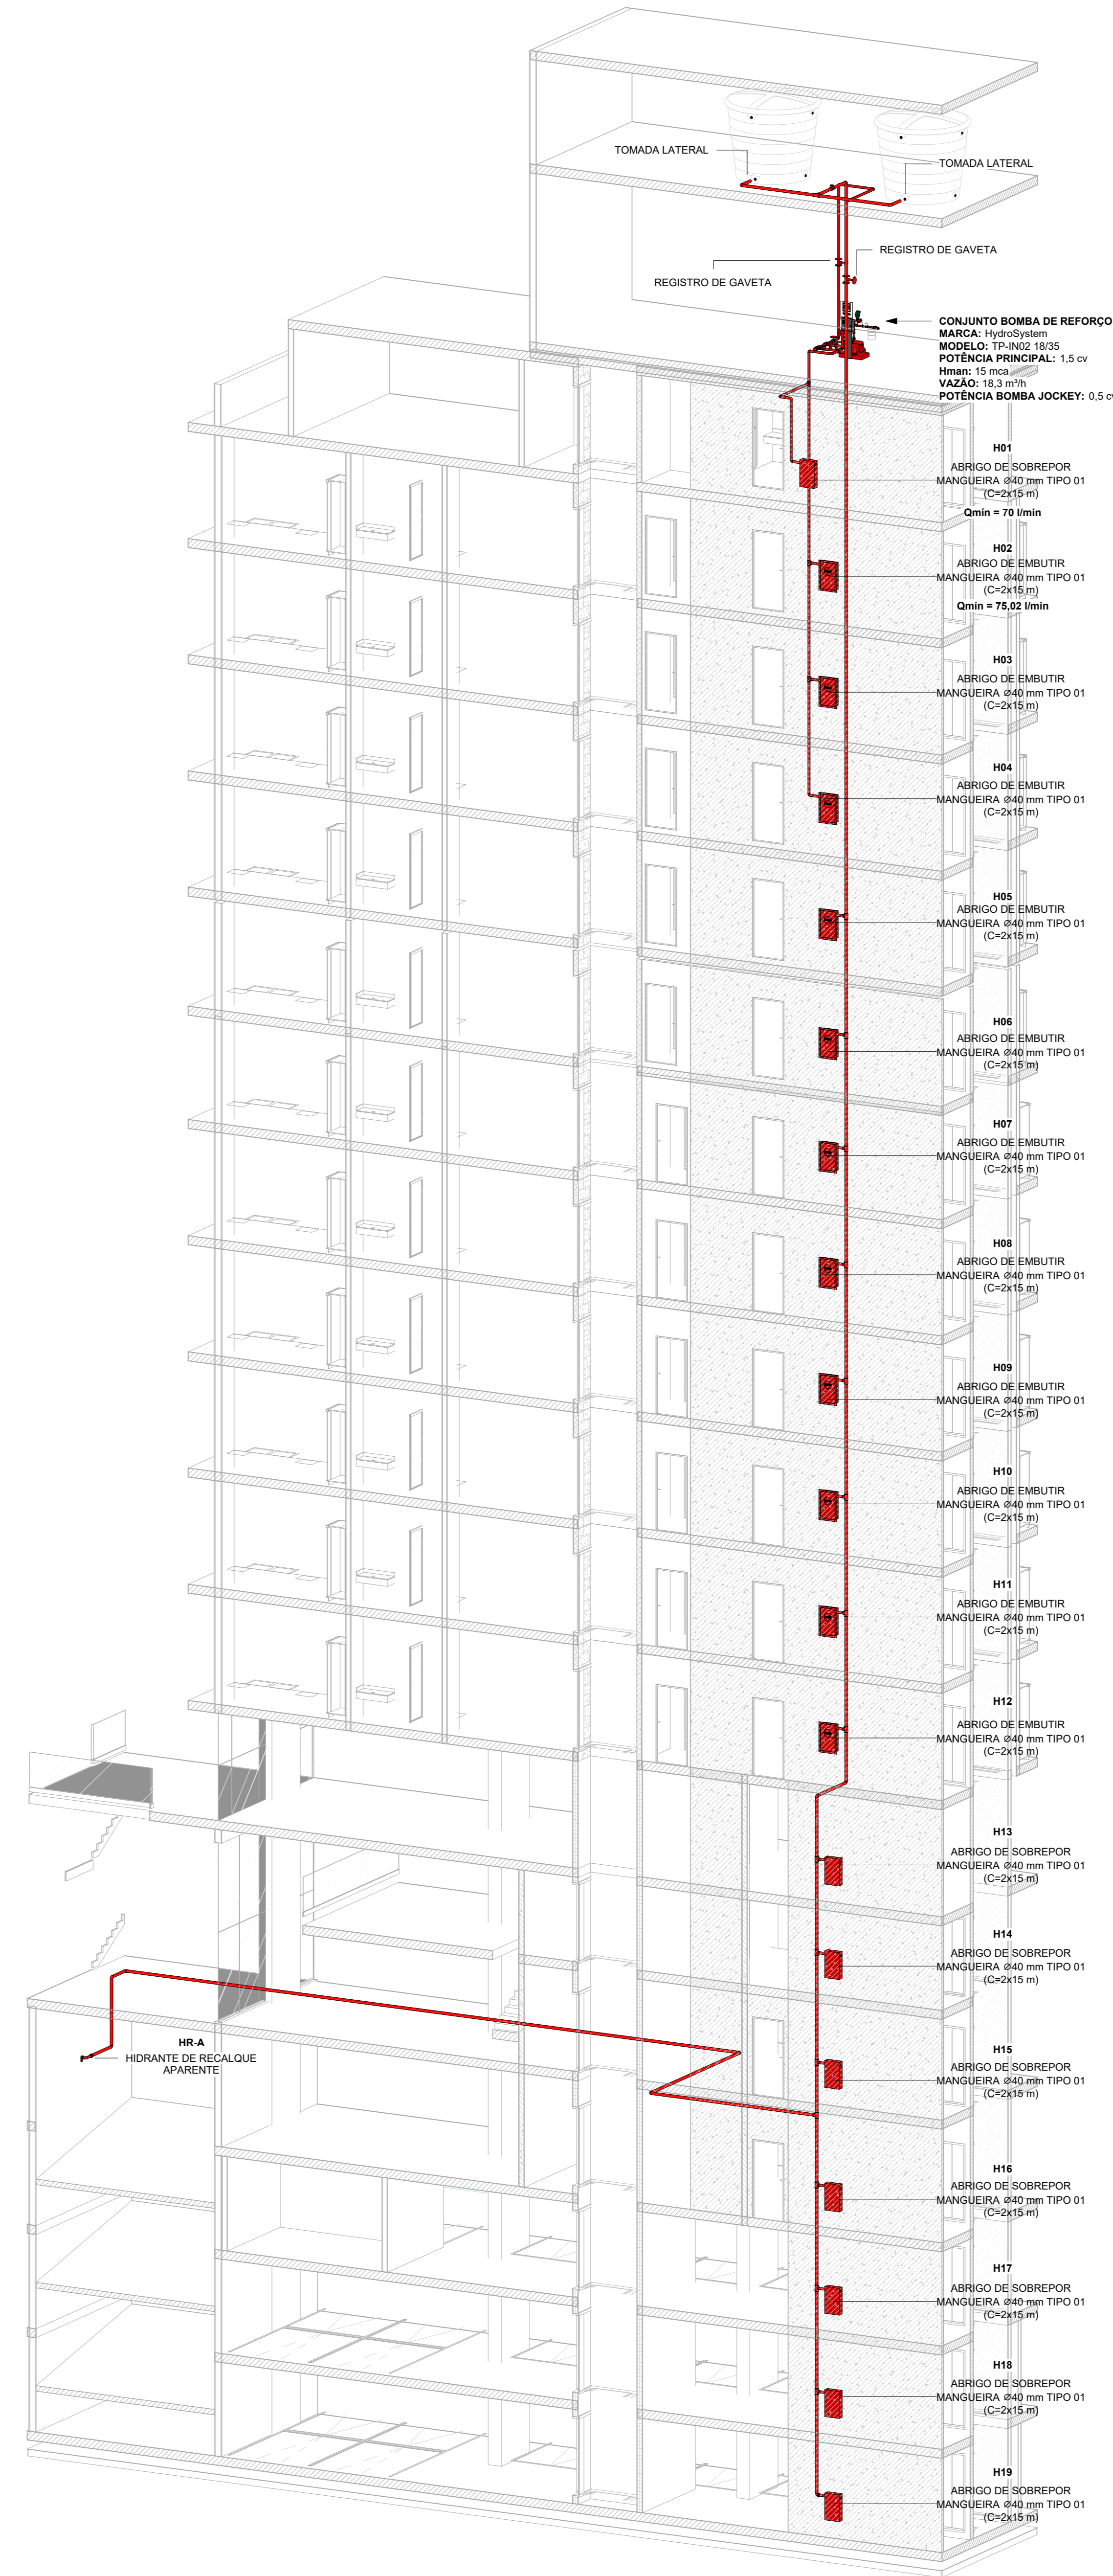 TOMADA LATERAL
TOMADA LATERAL
REGISTRO DE GAVETA
REGISTRO DE GAVETA
CONJUNTO BOMBA DE REFORÇO
MARCA: HydroSystem
MODELO: TP-IN02 18/35
POTÊNCIA PRINCIPAL: 1,5 cv
Hman: 15 mca
VAZÃO: 18,3 m³/h
POTÊNCIA BOMBA JOCKEY: 0,5 cv
H01
ABRIGO DE SOBREPOR
MANGUEIRA Ø40 mm TIPO 01
(C=2x15 m)
Qmín = 70 l/min
H02
ABRIGO DE EMBUTIR
MANGUEIRA Ø40 mm TIPO 01
(C=2x15 m)
Qmín = 75,02 l/min
H03
ABRIGO DE EMBUTIR
MANGUEIRA Ø40 mm TIPO 01
(C=2x15 m)
H04
ABRIGO DE EMBUTIR
MANGUEIRA Ø40 mm TIPO 01
(C=2x15 m)
H05
ABRIGO DE EMBUTIR
MANGUEIRA Ø40 mm TIPO 01
(C=2x15 m)
H06
ABRIGO DE EMBUTIR
MANGUEIRA Ø40 mm TIPO 01
(C=2x15 m)
H07
ABRIGO DE EMBUTIR
MANGUEIRA Ø40 mm TIPO 01
(C=2x15 m)
H08
ABRIGO DE EMBUTIR
MANGUEIRA Ø40 mm TIPO 01
(C=2x15 m)
H09
ABRIGO DE EMBUTIR
MANGUEIRA Ø40 mm TIPO 01
(C=2x15 m)
H10
ABRIGO DE EMBUTIR
MANGUEIRA Ø40 mm TIPO 01
(C=2x15 m)
H11
ABRIGO DE EMBUTIR
MANGUEIRA Ø40 mm TIPO 01
(C=2x15 m)
H12
ABRIGO DE EMBUTIR
MANGUEIRA Ø40 mm TIPO 01
(C=2x15 m)
H13
ABRIGO DE SOBREPOR
MANGUEIRA Ø40 mm TIPO 01
(C=2x15 m)
H14
ABRIGO DE SOBREPOR
MANGUEIRA Ø40 mm TIPO 01
(C=2x15 m)
HR-A
HIDRANTE DE RECALQUE
APARENTE
H15
ABRIGO DE SOBREPOR
MANGUEIRA Ø40 mm TIPO 01
(C=2x15 m)
H16
ABRIGO DE SOBREPOR
MANGUEIRA Ø40 mm TIPO 01
(C=2x15 m)
H17
ABRIGO DE SOBREPOR
MANGUEIRA Ø40 mm TIPO 01
(C=2x15 m)
H18
ABRIGO DE SOBREPOR
MANGUEIRA Ø40 mm TIPO 01
(C=2x15 m)
H19
ABRIGO DE SOBREPOR
MANGUEIRA Ø40 mm TIPO 01
(C=2x15 m)